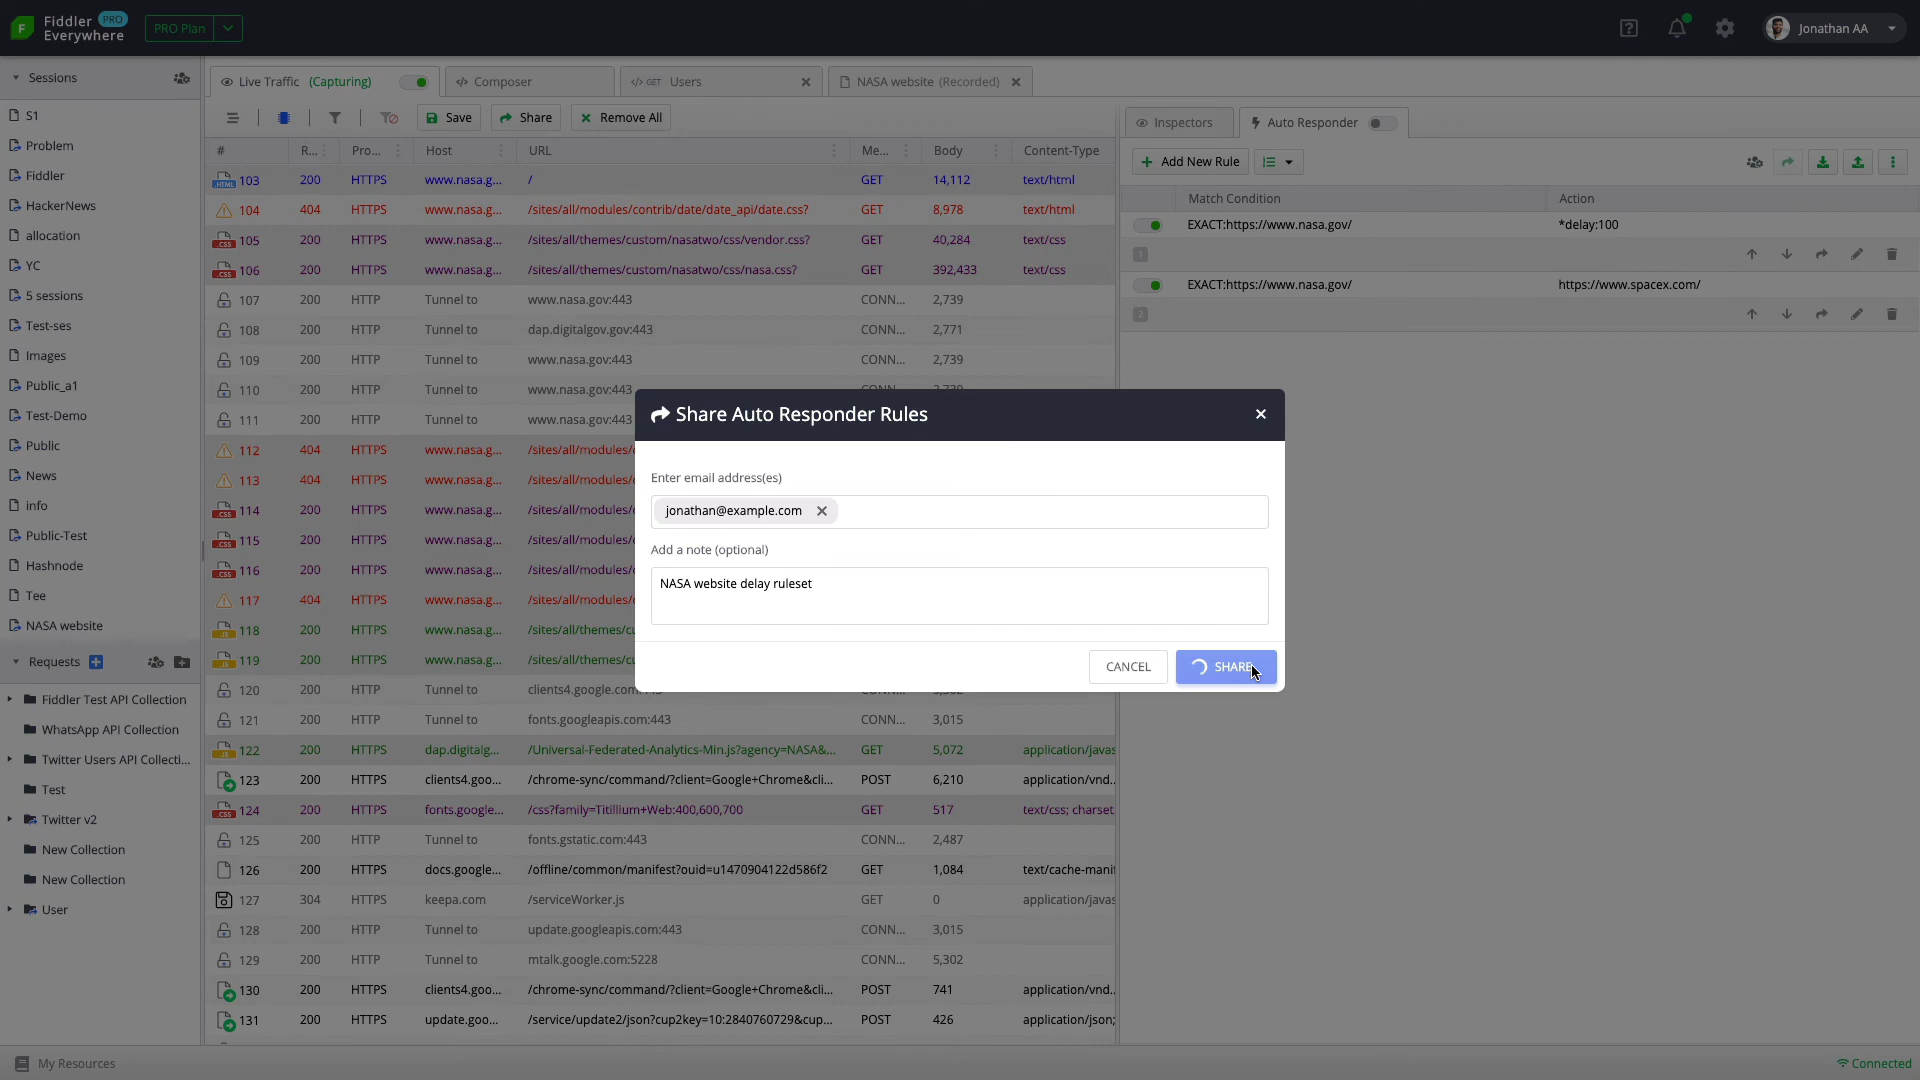 Fiddler PRO
Everywhere
PRO Plan
Jonathan AA
Sessions
S1
Problem
Fiddler
HackerNews
allocation
YC
5 sessions
Test-ses
Images
Public_a1
Test-Demo
Public
News
info
Public-Test
Hashnode
Tee
NASA website
Requests
Fiddler Test API Collection
WhatsApp API Collection
Twitter Users API Collecti...
Test
Twitter v2
New Collection
New Collection
User
Live Traffic (Capturing)
Composer
GET Users
NASA website (Recorded)
Save
Share
Remove All
# R... Pro... Host URL Me... Body Content-Type
103 200 HTTPS www.nasa.g... / GET 14,112 text/html
104 404 HTTPS www.nasa.g... /sites/all/modules/contrib/date/date_api/date.css? GET 8,978 text/html
105 200 HTTPS www.nasa.g... /sites/all/themes/custom/nasatwo/css/vendor.css? GET 40,284 text/css
106 200 HTTPS www.nasa.g... /sites/all/themes/custom/nasatwo/css/nasa.css? GET 392,433 text/css
107 200 HTTP Tunnel to www.nasa.gov:443 CONN... 2,739
108 200 HTTP Tunnel to dap.digitalgov.gov:443 CONN... 2,771
109 200 HTTP Tunnel to www.nasa.gov:443 CONN... 2,739
110 200 HTTP Tunnel to www.nasa.gov:443
111 200 HTTP Tunnel to www.nasa.gov:443
112 404 HTTPS www.nasa.g... /sites/all/modules/
113 404 HTTPS www.nasa.g... /sites/all/modules/
114 200 HTTPS www.nasa.g... /sites/all/modules/
115 200 HTTPS www.nasa.g... /sites/all/modules/
116 200 HTTPS www.nasa.g... /sites/all/modules/
117 404 HTTPS www.nasa.g... /sites/all/modules/
118 200 HTTPS www.nasa.g... /sites/all/themes/cu
119 200 HTTPS www.nasa.g... /sites/all/themes/cu
120 200 HTTP Tunnel to clients4.google.com
121 200 HTTP Tunnel to fonts.googleapis.com:443 CONN... 3,015
122 200 HTTPS dap.digitalg... /Universal-Federated-Analytics-Min.js?agency=NASA&... GET 5,072 application/javas
123 200 HTTPS clients4.goo... /chrome-sync/command/?client=Google+Chrome&cli... POST 6,210 application/vnd..
124 200 HTTPS fonts.google... /css?family=Titillium+Web:400,600,700 GET 517 text/css; charset
125 200 HTTP Tunnel to fonts.gstatic.com:443 CONN... 2,487
126 200 HTTPS docs.google... /offline/common/manifest?ouid=u1470904122d586f2 GET 1,084 text/cache-manif
127 304 HTTPS keepa.com /serviceWorker.js GET 0 application/javas
128 200 HTTP Tunnel to update.googleapis.com:443 CONN... 3,015
129 200 HTTP Tunnel to mtalk.google.com:5228 CONN... 5,302
130 200 HTTPS clients4.goo... /chrome-sync/command/?client=Google+Chrome&cli... POST 741 application/vnd..
131 200 HTTPS update.goo... /service/update2/json?cup2key=10:2840760729&cup... POST 426 application/json;
Inspectors
Auto Responder
Add New Rule
Match Condition Action
EXACT:https://www.nasa.gov/ *delay:100
1
EXACT:https://www.nasa.gov/ https://www.spacex.com/
2
Share Auto Responder Rules
Enter email address(es)
jonathan@example.com
Add a note (optional)
NASA website delay ruleset
CANCEL
SHARE
My Resources
Connected